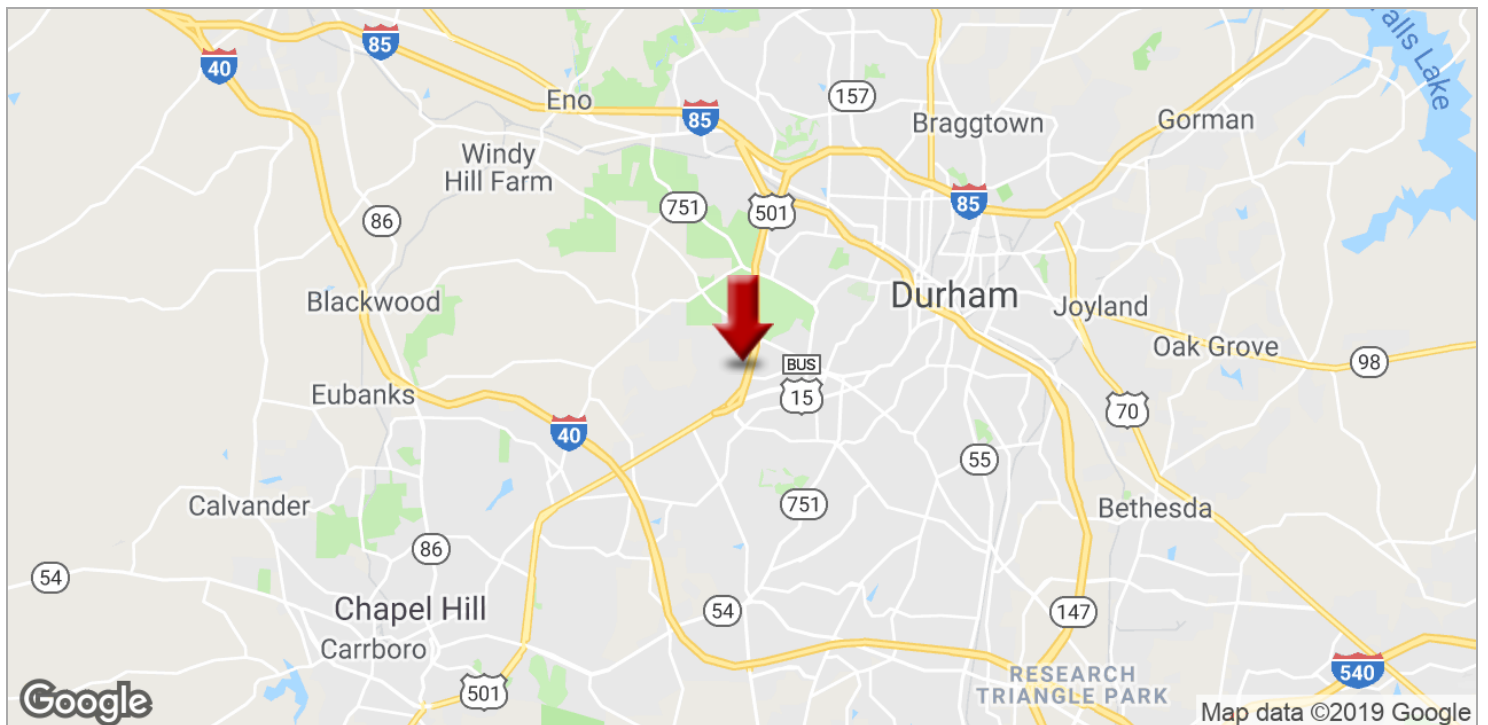 85
40
Falls Lake
157
Eno
85
Braggtown
Gorman
Windy
Hill Farm
751
501
85
86
Blackwood
Durham
Joyland
Oak Grove
98
BUS
15
Eubanks
70
40
55
Calvander
751
Bethesda
86
54
Chapel Hill
54
147
Carrboro
RESEARCH
TRIANGLE PARK
540
501
Google
Map data ©2019 Google